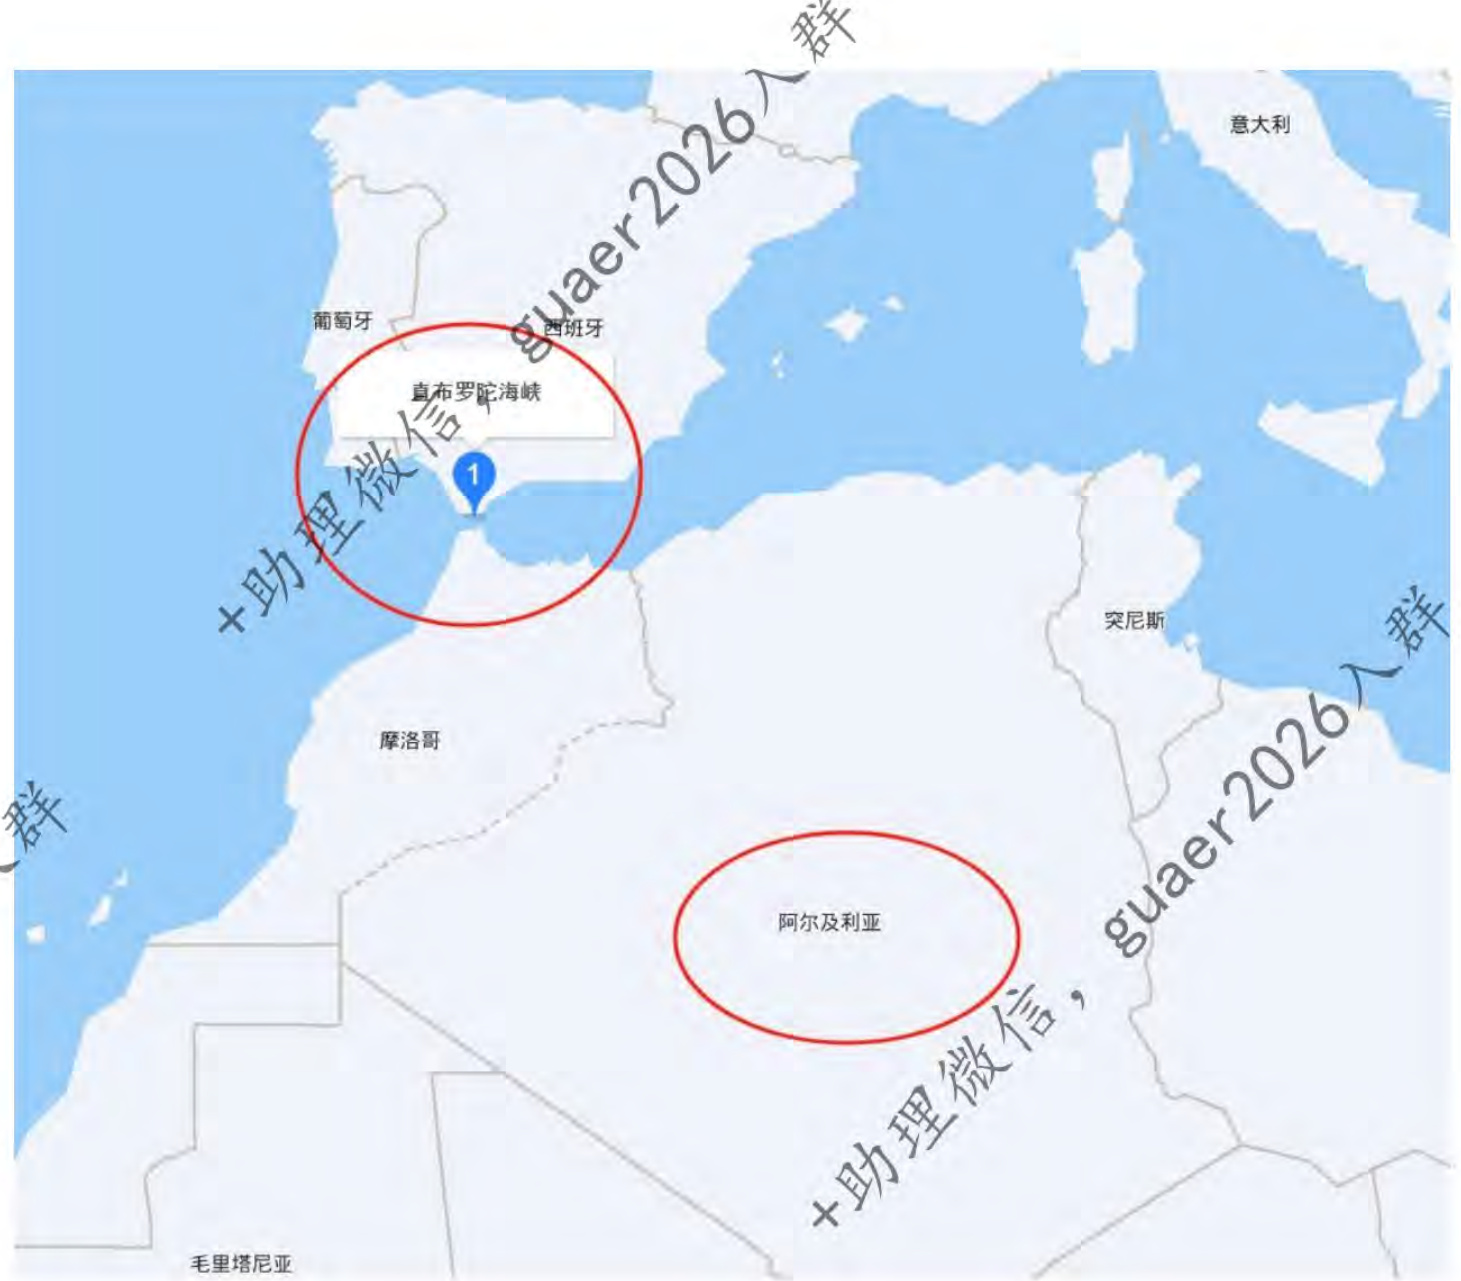 意大利
葡萄牙
西班牙
直布罗陀海峡
1
突尼斯
摩洛哥
阿尔及利亚
毛里塔尼亚
+助理微信，guaer2026入群
+助理微信，guaer2026入群
入群